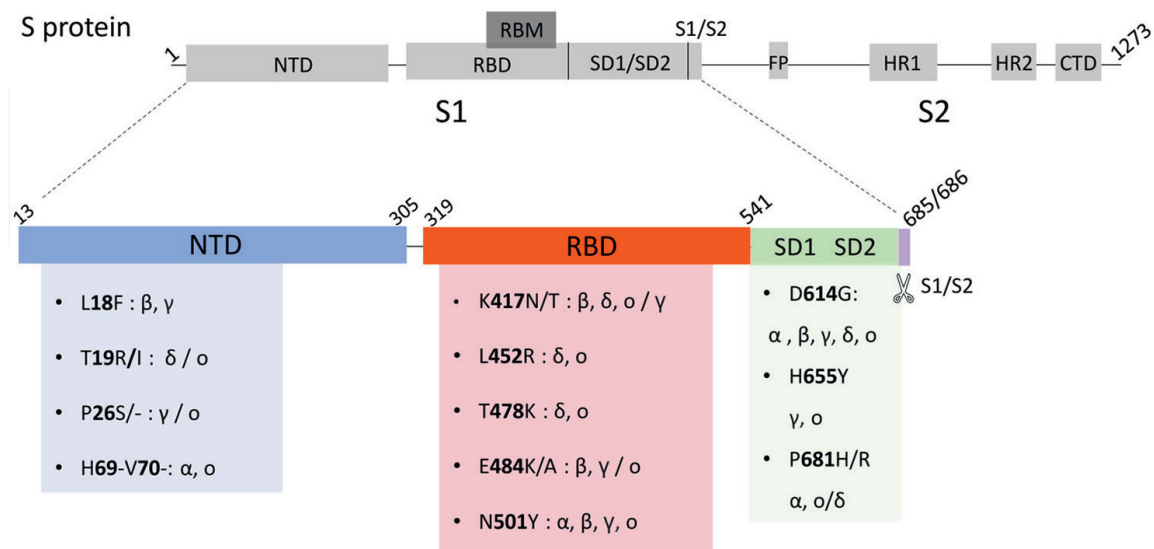 S protein
RBM
S1/S2
1
NTD
RBD
SD1/SD2
FP
HR1
HR2
CTD
1273
S1
S2
13
305
319
541
685/686
NTD
RBD
SD1 SD2
S1/S2
• L18F : β, γ
• T19R/I : δ / ο
• P26S/- : γ / ο
• H69-V70-: α, ο
• K417N/T : β, δ, ο / γ
• L452R : δ, ο
• T478K : δ, ο
• E484K/A : β, γ / ο
• N501Y : α, β, γ, ο
• D614G:
α , β, γ, δ, ο
• H655Y
γ, ο
• P681H/R
α, ο/δ